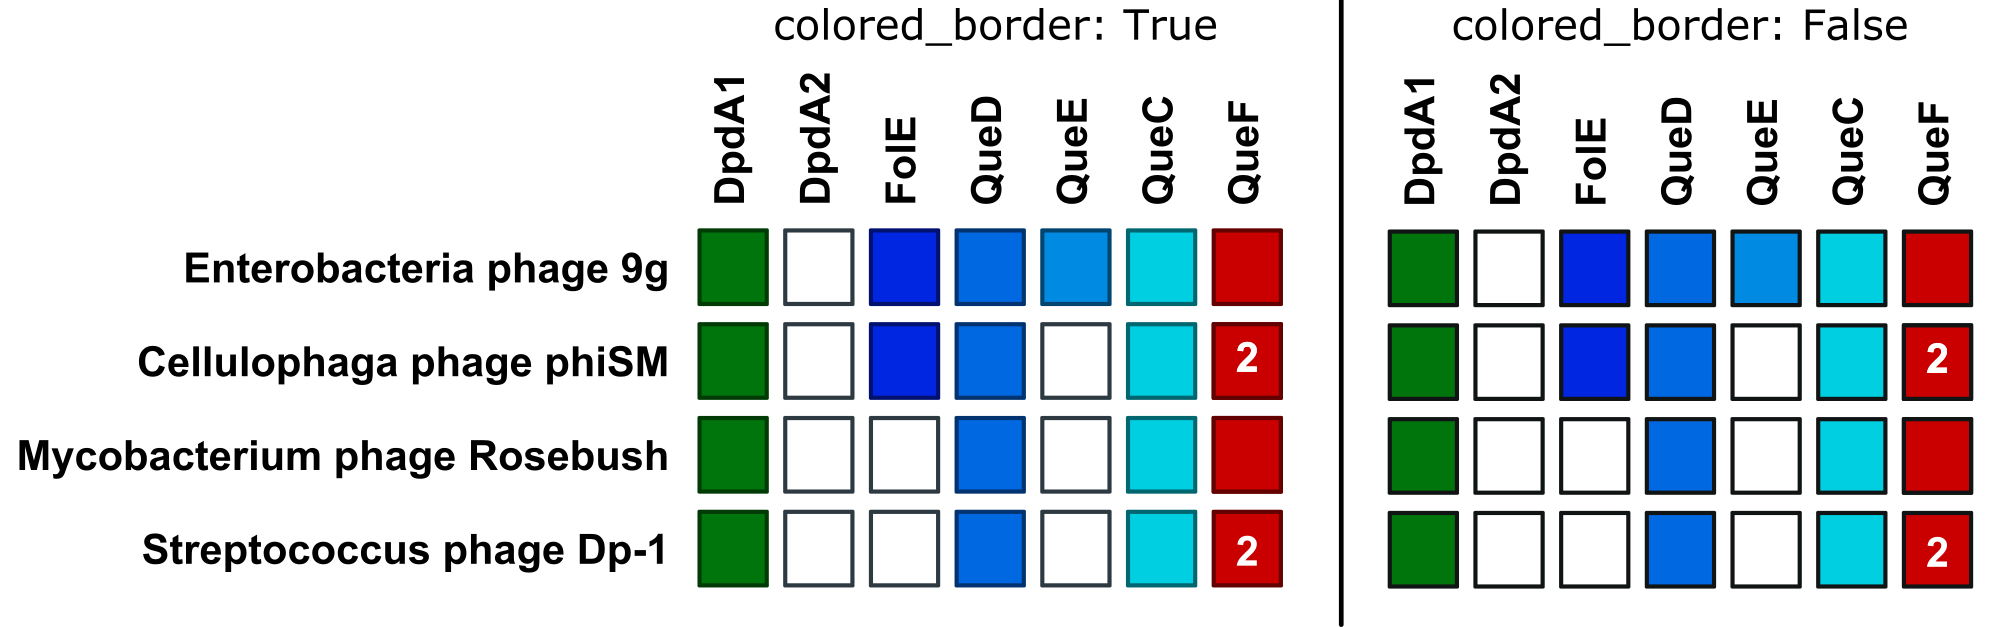 colored_border: True
colored_border: False
DpdA1
DpdA2
FolE
QueD
QueE
QueC
QueF
DpdA1
DpdA2
FolE
QueD
QueE
QueC
QueF
Enterobacteria phage 9g
Cellulophaga phage phiSM
2
2
Mycobacterium phage Rosebush
Streptococcus phage Dp-1
2
2